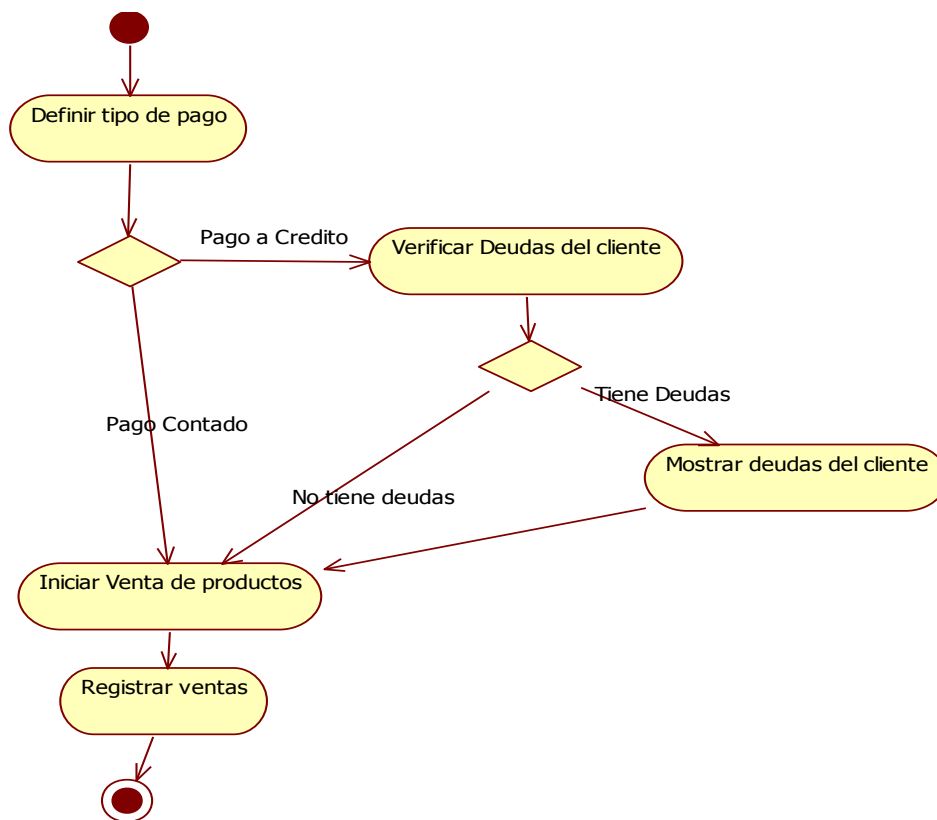 Definir tipo de pago
Pago a Credito
Verificar Deudas del cliente
Tiene Deudas
Pago Contado
Mostrar deudas del cliente
No tiene deudas
Iniciar Venta de productos
Registrar ventas